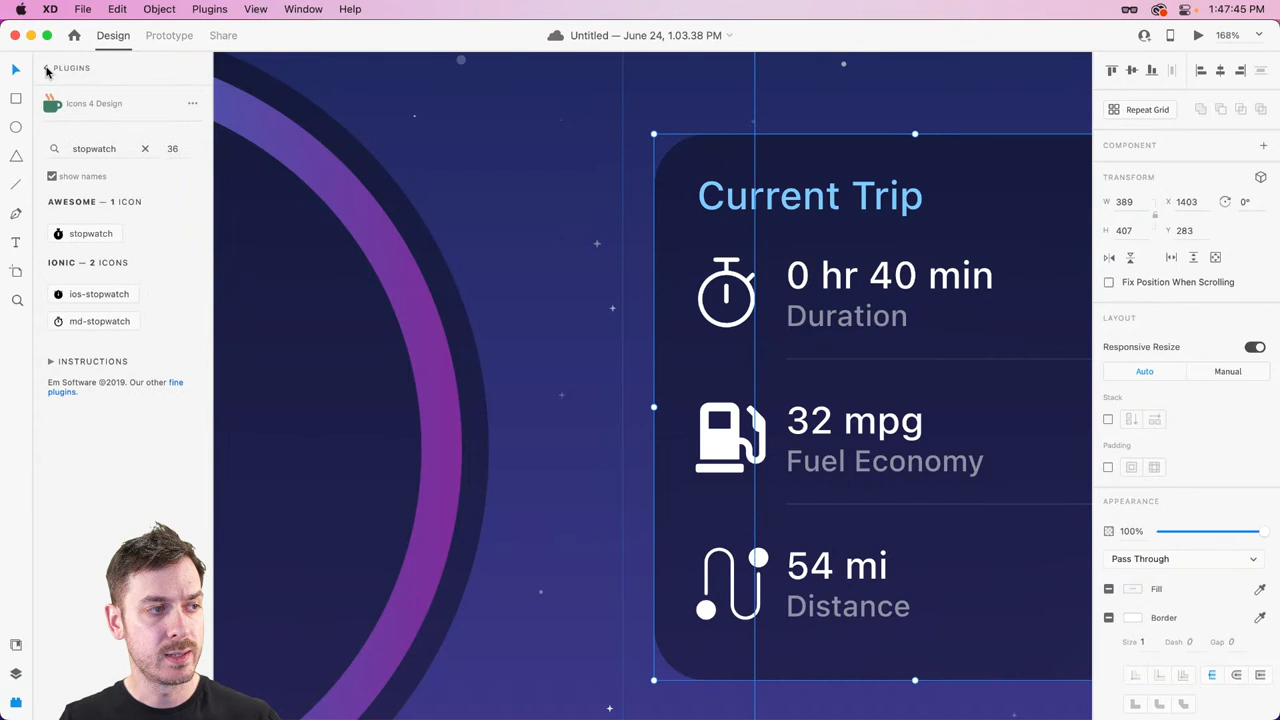 XD File Edit Object Plugins View Window Help 1:47:45 PM
Design Prototype Share Untitled — June 24, 1.03.38 PM 168%
PLUGINS
Icons 4 Design
stopwatch 36
show names
AWESOME — 1 ICON
stopwatch
IONIC — 2 ICONS
ios-stopwatch
md-stopwatch
INSTRUCTIONS
Em Software ©2019. Our other fine
plugins.
Current Trip
0 hr 40 min
Duration
32 mpg
Fuel Economy
54 mi
Distance
Repeat Grid
COMPONENT
TRANSFORM
W 389 X 1403 0°
H 407 Y 283
Fix Position When Scrolling
LAYOUT
Responsive Resize
Auto Manual
Stack
Padding
APPEARANCE
100%
Pass Through
Fill
Border
Size 1 Dash 0 Gap 0